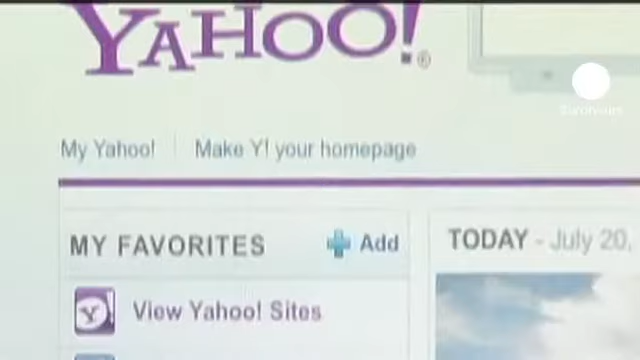 YAHOO!®
My Yahoo!
Make Y! your homepage
MY FAVORITES
Add
TODAY - July 20,
Y!
View Yahoo! Sites
euronews